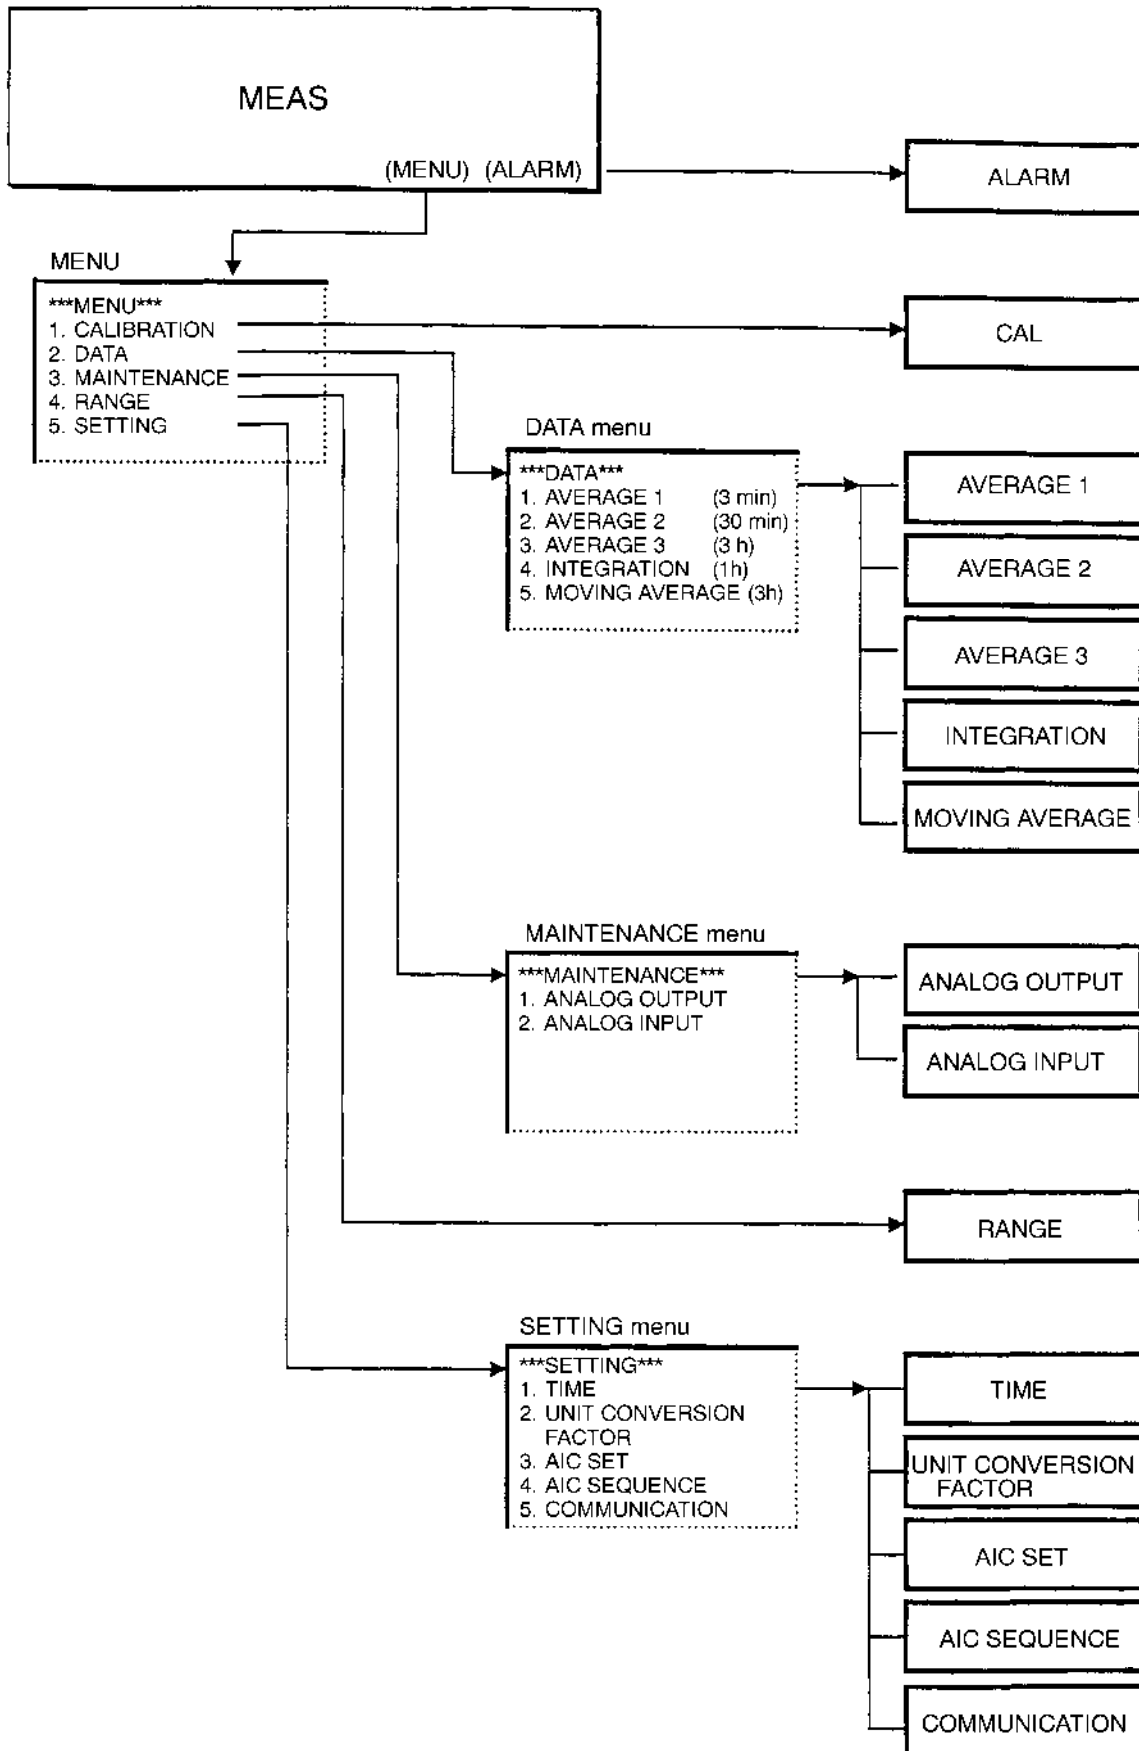 MEAS
(MENU) (ALARM)
ALARM
MENU
***MENU***
1. CALIBRATION
2. DATA
3. MAINTENANCE
4. RANGE
5. SETTING
CAL
DATA menu
***DATA***
1. AVERAGE 1 (3 min)
2. AVERAGE 2 (30 min)
3. AVERAGE 3 (3 h)
4. INTEGRATION (1h)
5. MOVING AVERAGE (3h)
AVERAGE 1
AVERAGE 2
AVERAGE 3
INTEGRATION
MOVING AVERAGE
MAINTENANCE menu
***MAINTENANCE***
1. ANALOG OUTPUT
2. ANALOG INPUT
ANALOG OUTPUT
ANALOG INPUT
RANGE
SETTING menu
***SETTING***
1. TIME
2. UNIT CONVERSION
FACTOR
3. AIC SET
4. AIC SEQUENCE
5. COMMUNICATION
TIME
UNIT CONVERSION
FACTOR
AIC SET
AIC SEQUENCE
COMMUNICATION